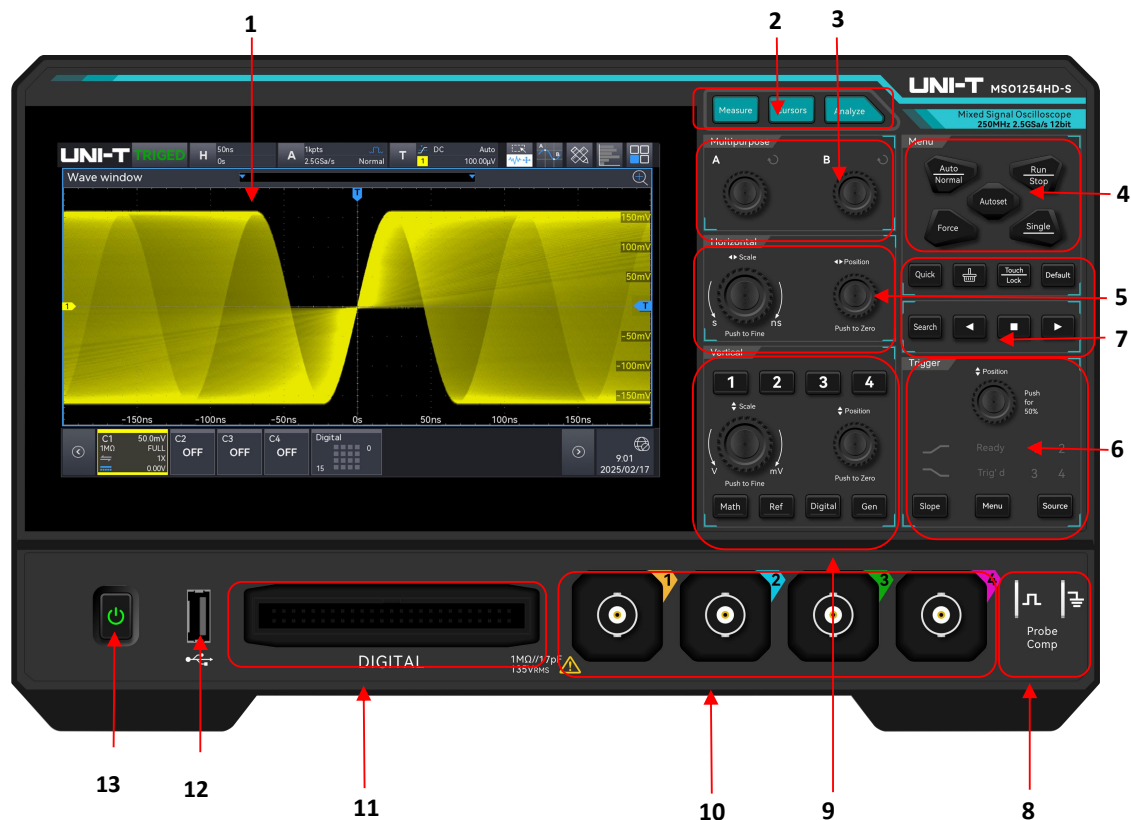 1
2
3
UNI-T MSO1254HD-S
Mixed Signal Oscilloscope
250MHz 2.5GSa/s 12bit
Measure
Cursors
Analyze
UNI-T TRIGED H 50ns 0s A 1kpts 2.5GSa/s Normal T DC 1 Auto 100.00µV
Wave window
T
150mV
100mV
50mV
1
T
-50mV
-100mV
-150mV
-150ns -100ns -50ns 0s 50ns 100ns 150ns
C1 50.0mV
1MΩ FULL
1X
0.00V
C2
OFF
C3
OFF
C4
OFF
Digital
0
15
9:01
2025/02/17
Multipurpose
A
B
Horizontal
Scale
Position
s
ns
Push to Fine
Push to Zero
Vertical
1 2 3 4
Scale
Position
V
mV
Push to Fine
Push to Zero
Math Ref Digital Gen
Menu
Auto
Normal
Run
Stop
Autoset
Force
Single
4
Quick
Touch
Lock
Default
5
Search
7
Trigger
Position
Push
for
50%
Ready
2
Trig'd 3 4
6
Slope Menu Source
DIGITAL
1MΩ//17pF
135VRMS
1
2
3
4
Probe
Comp
13
12
11
10
9
8